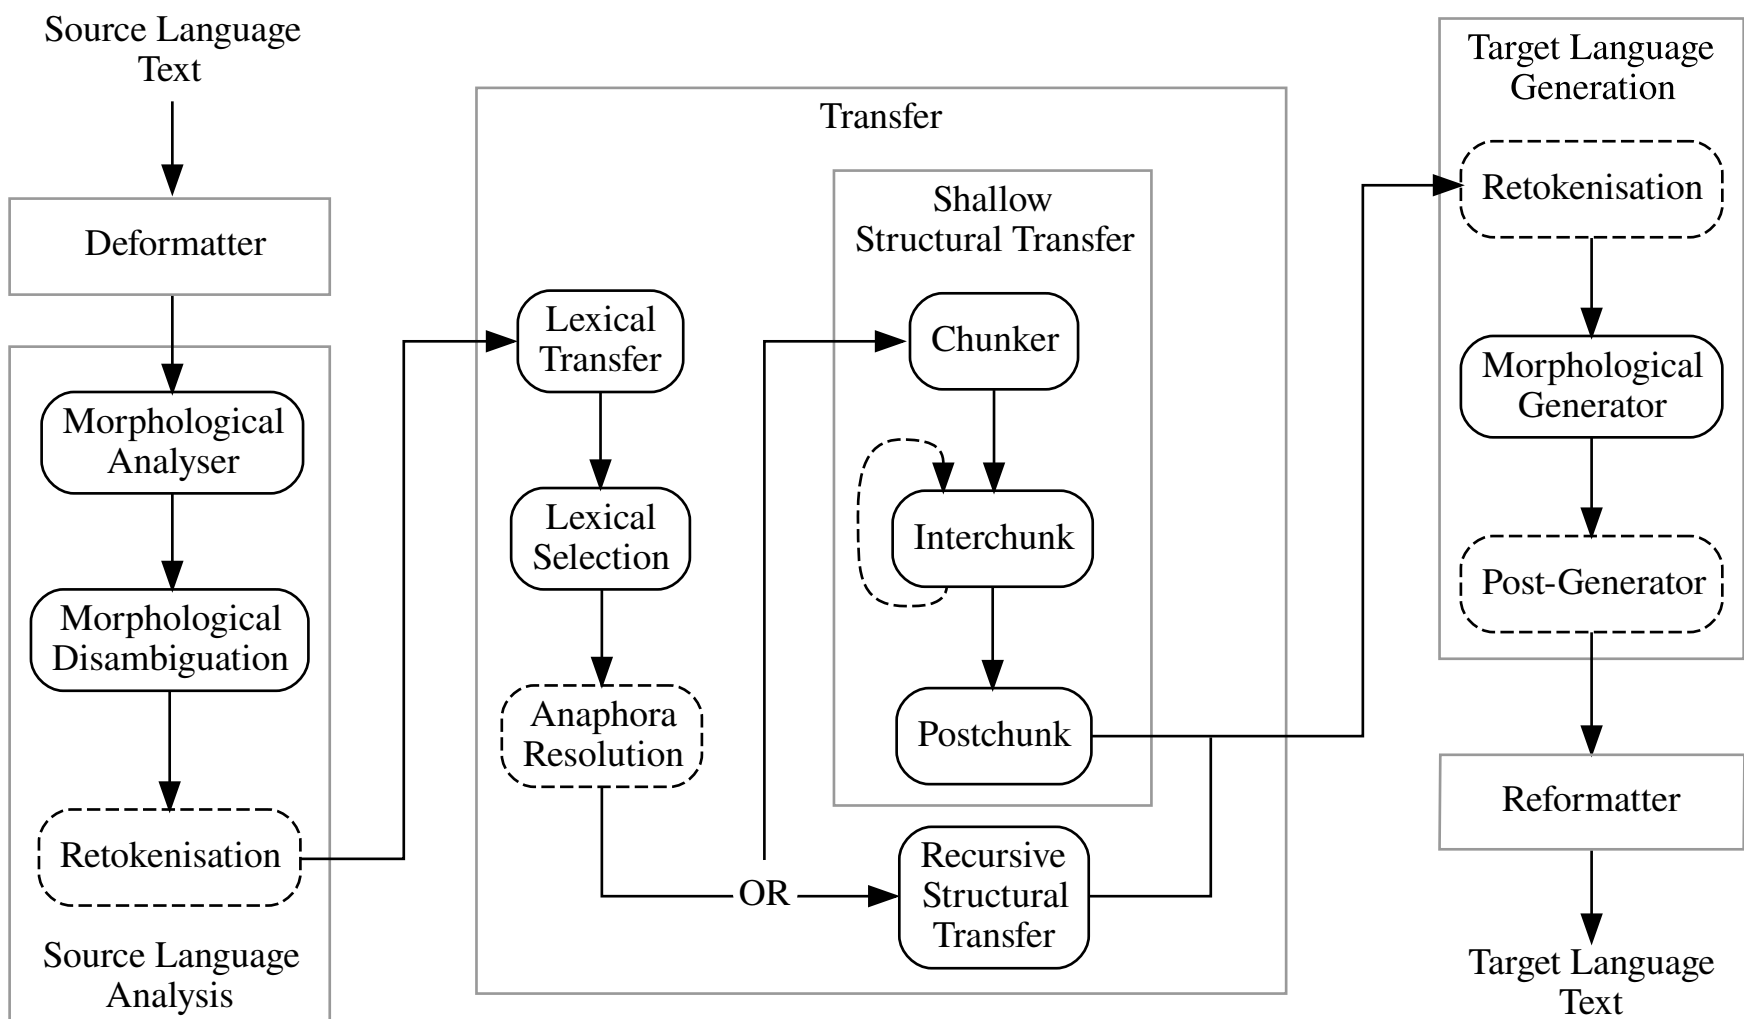 Source Language
Text
Deformatter
Morphological
Analyser
Morphological
Disambiguation
Retokenisation
Source Language
Analysis
Transfer
Lexical
Transfer
Lexical
Selection
Anaphora
Resolution
OR
Shallow
Structural Transfer
Chunker
Interchunk
Postchunk
Recursive
Structural
Transfer
Target Language
Generation
Retokenisation
Morphological
Generator
Post-Generator
Reformatter
Target Language
Text